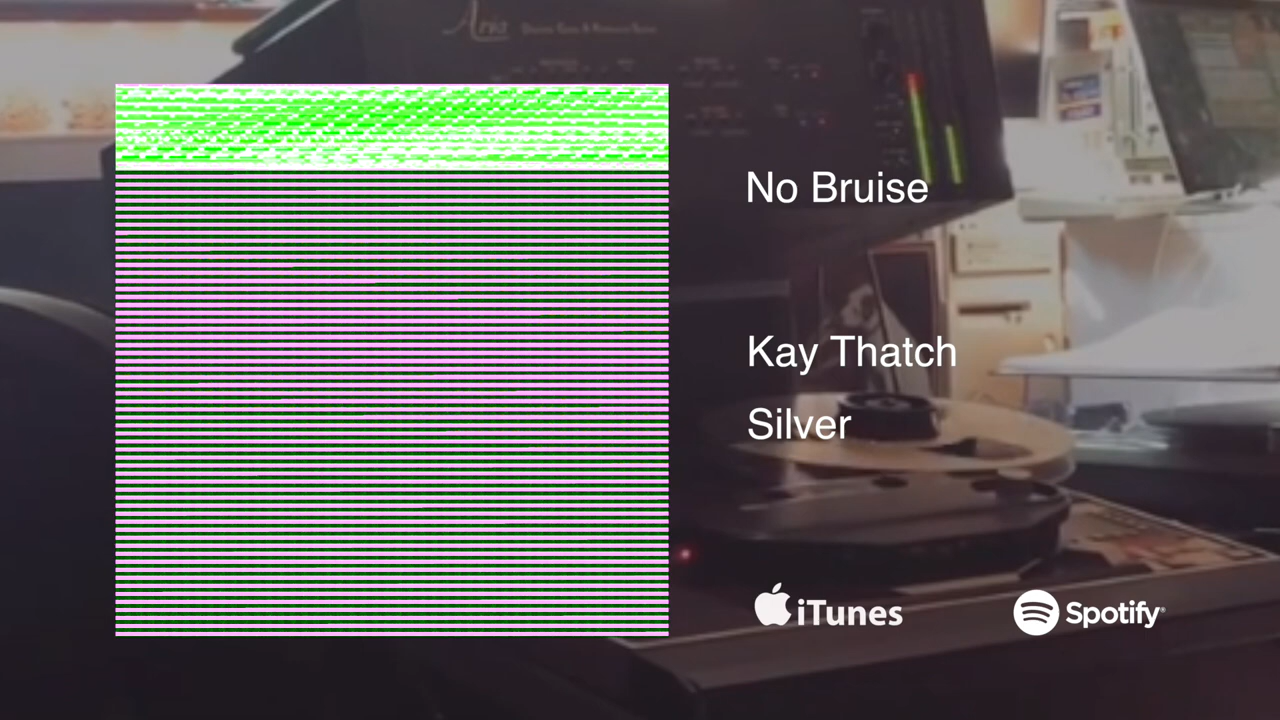 No Bruise
Kay Thatch
Silver
iTunes
Spotify